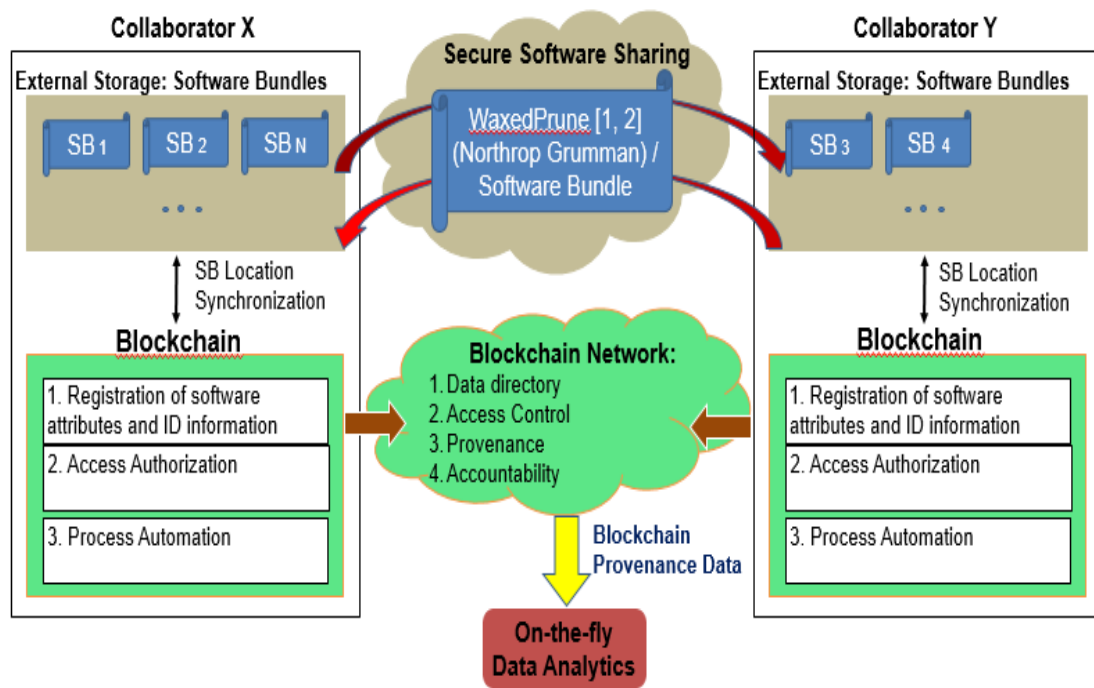 Collaborator X
External Storage: Software Bundles
SB 1
SB 2
SB N
...
SB Location
Synchronization
Blockchain
1. Registration of software
attributes and ID information
2. Access Authorization
3. Process Automation
Secure Software Sharing
WaxedPrune [1, 2]
(Northrop Grumman) /
Software Bundle
Blockchain Network:
1. Data directory
2. Access Control
3. Provenance
4. Accountability
Blockchain
Provenance Data
On-the-fly
Data Analytics
Collaborator Y
External Storage: Software Bundles
SB 3
SB 4
...
SB Location
Synchronization
Blockchain
1. Registration of software
attributes and ID information
2. Access Authorization
3. Process Automation